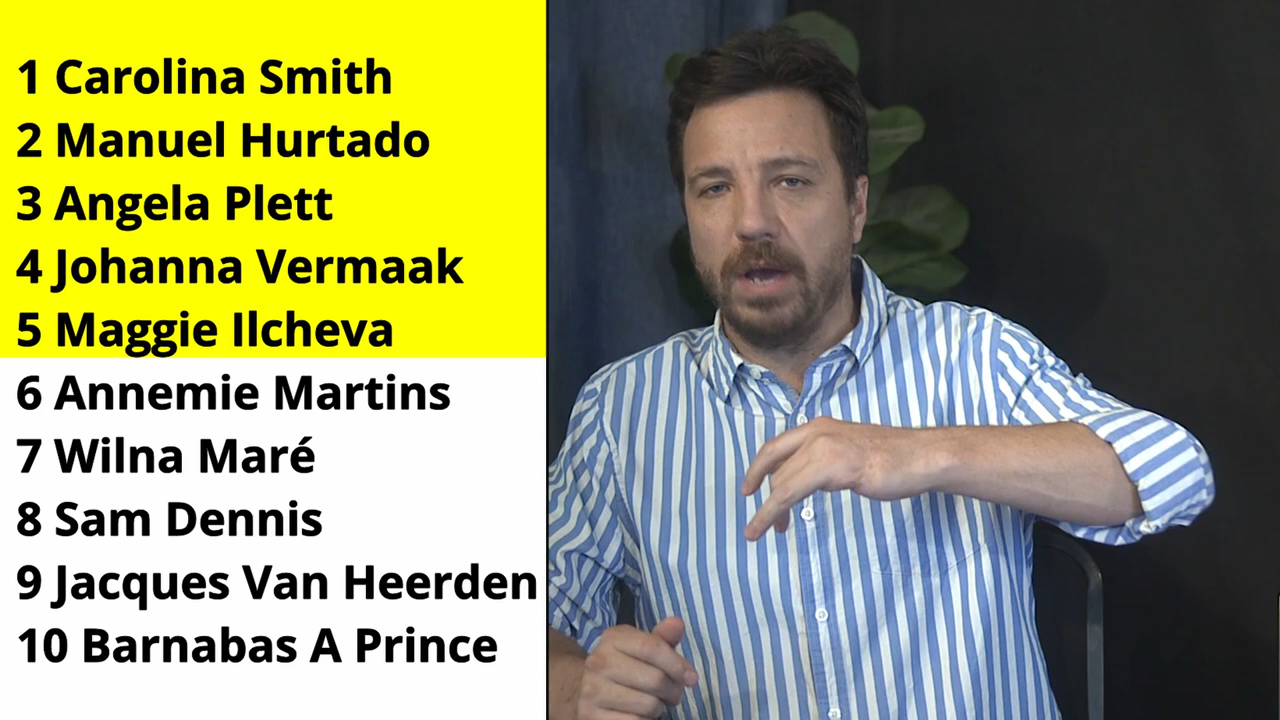 1 Carolina Smith
2 Manuel Hurtado
3 Angela Plett
4 Johanna Vermaak
5 Maggie Ilcheva
6 Annemie Martins
7 Wilna Maré
8 Sam Dennis
9 Jacques Van Heerden
10 Barnabas A Prince